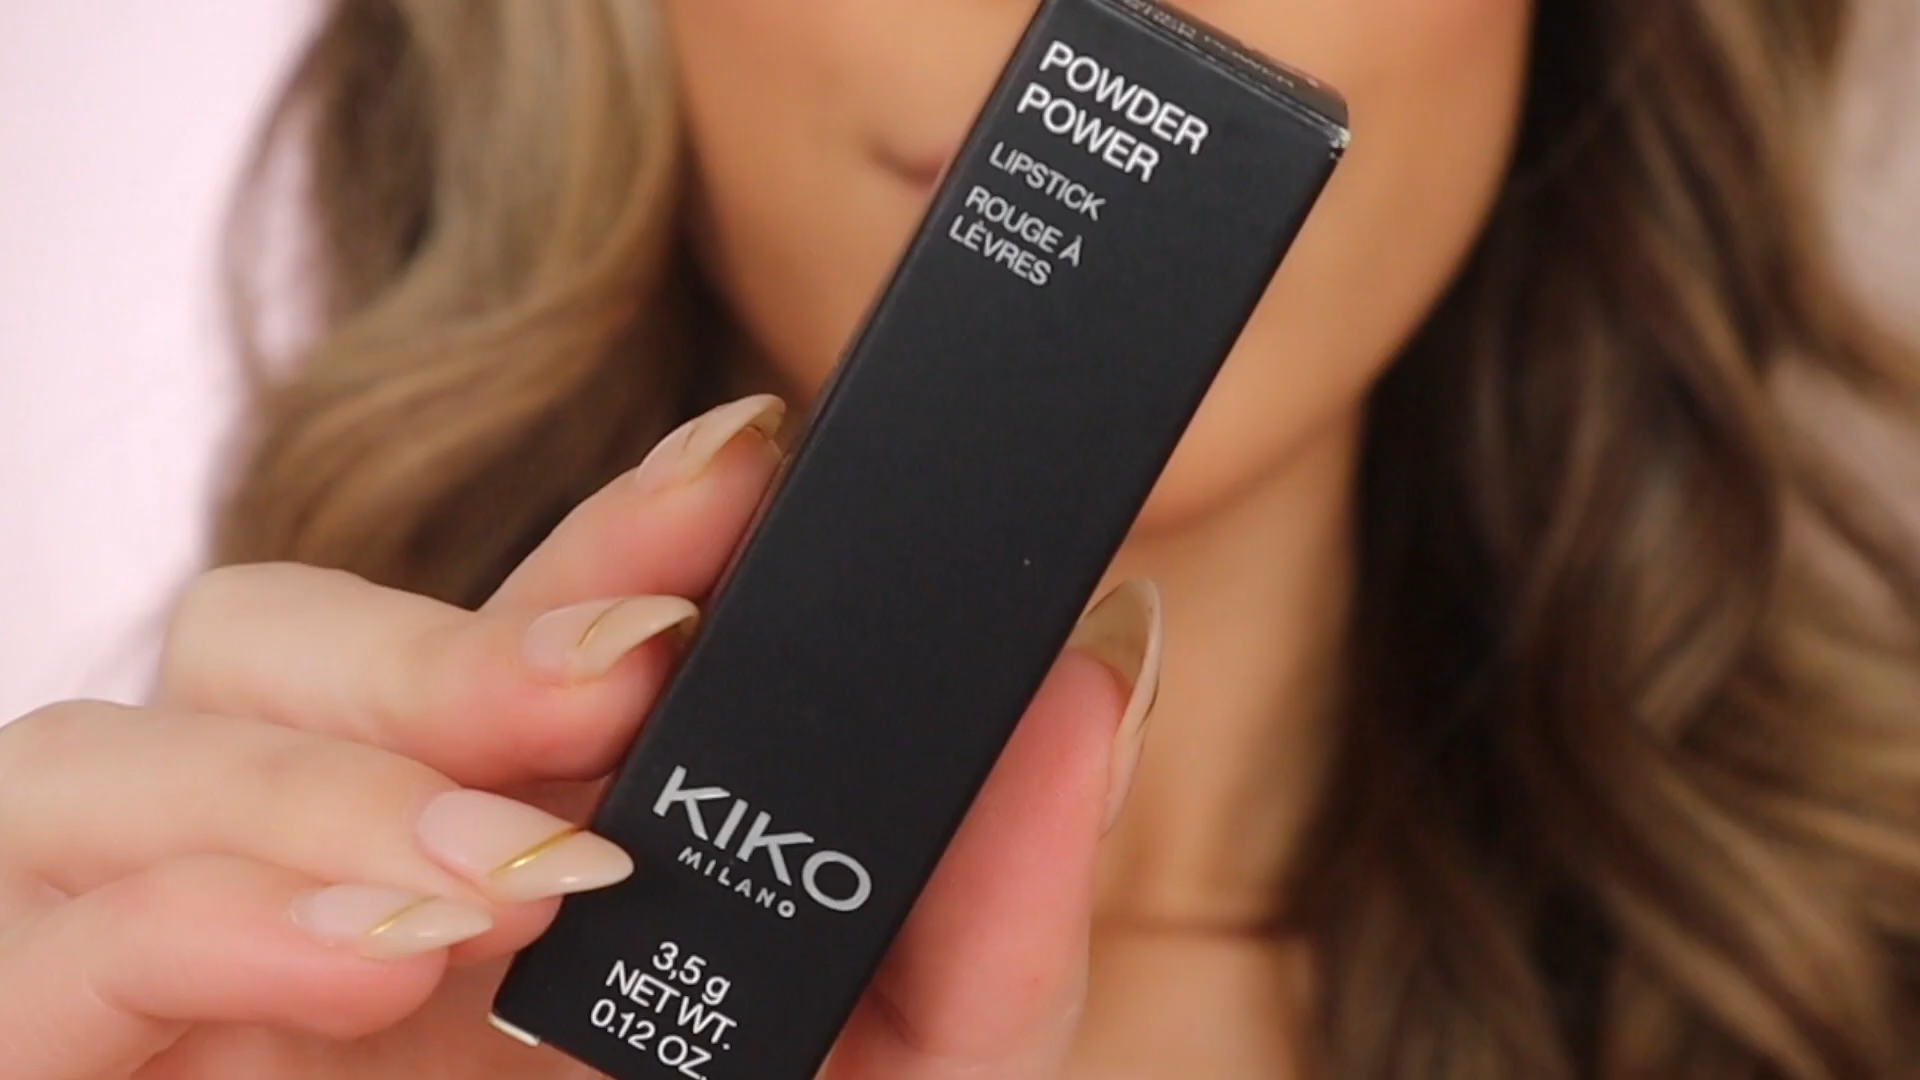 POWDER
POWER
LIPSTICK
ROUGE À
LÈVRES
KIKO
MILANO
3,5 g
NET WT.
0.12 OZ.